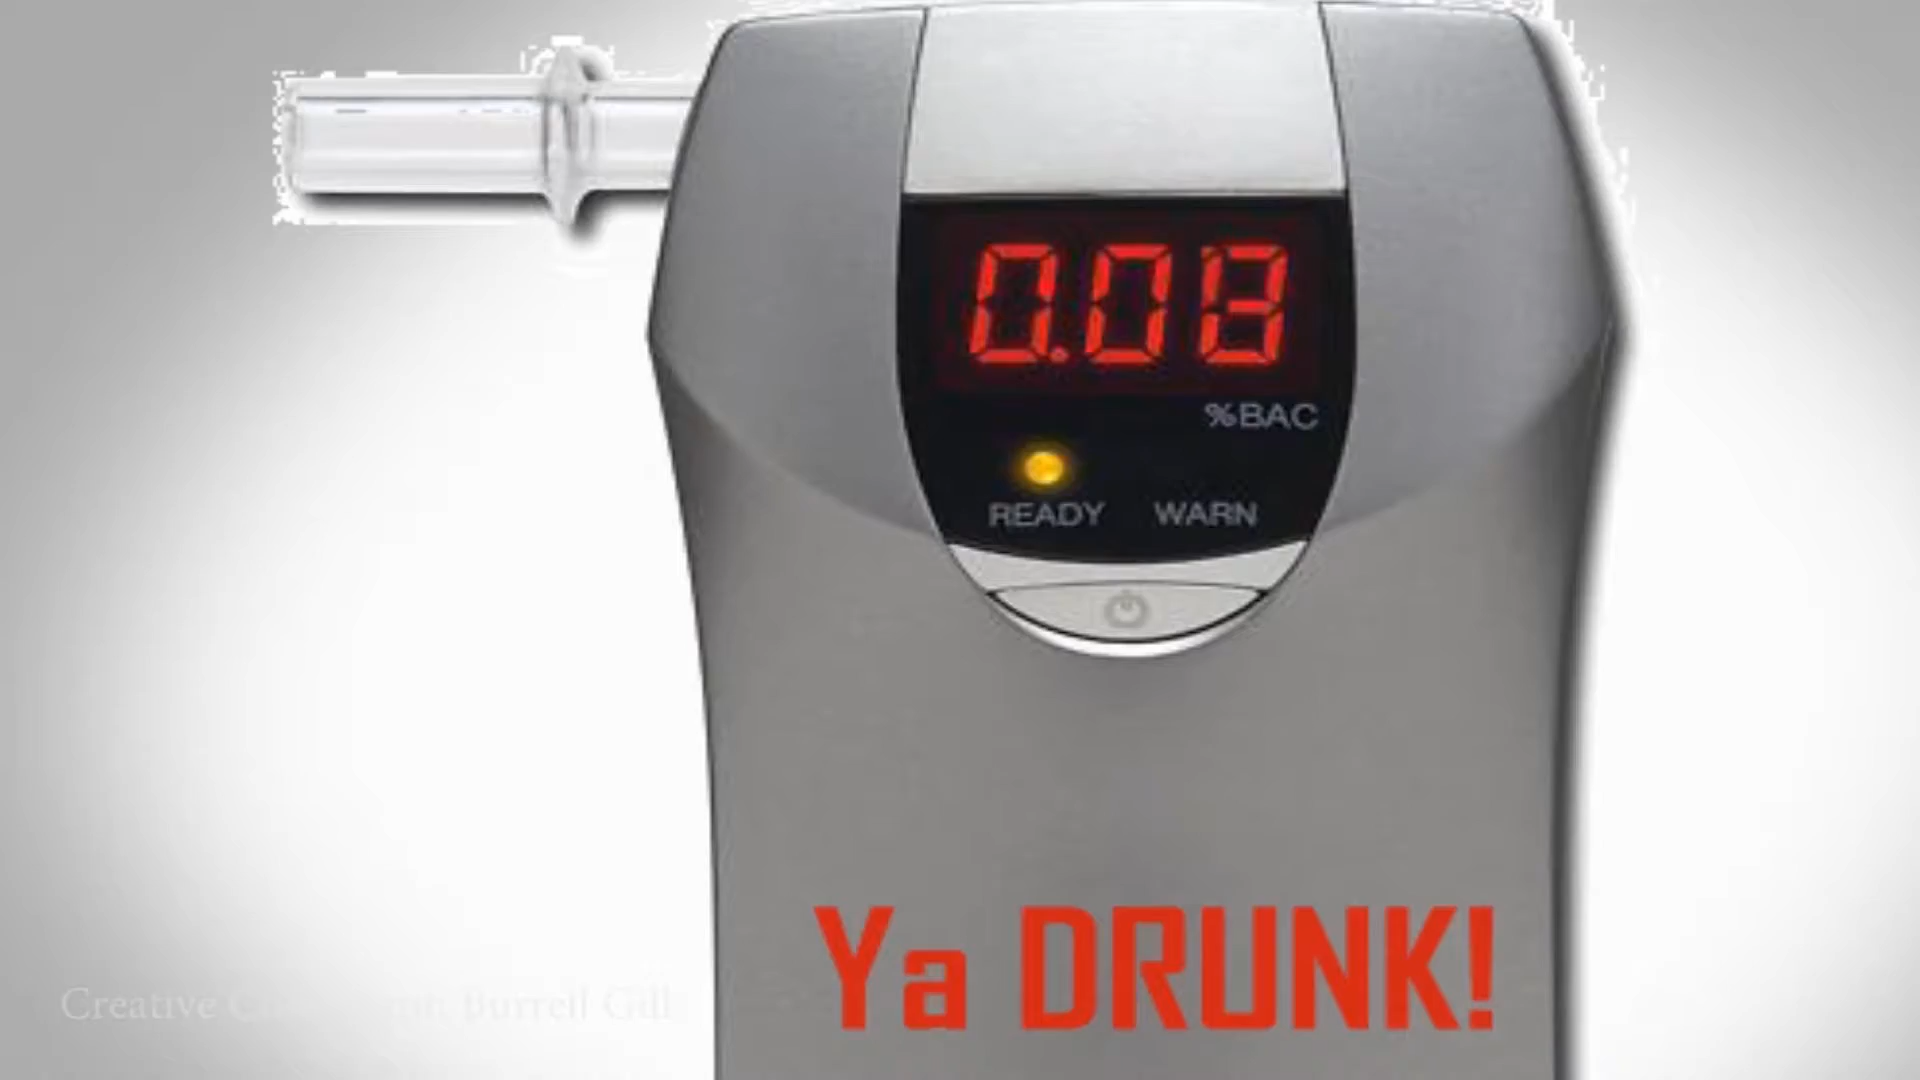 0.08
%BAC
READY WARN
Ya DRUNK!
Creative Burrell Gill